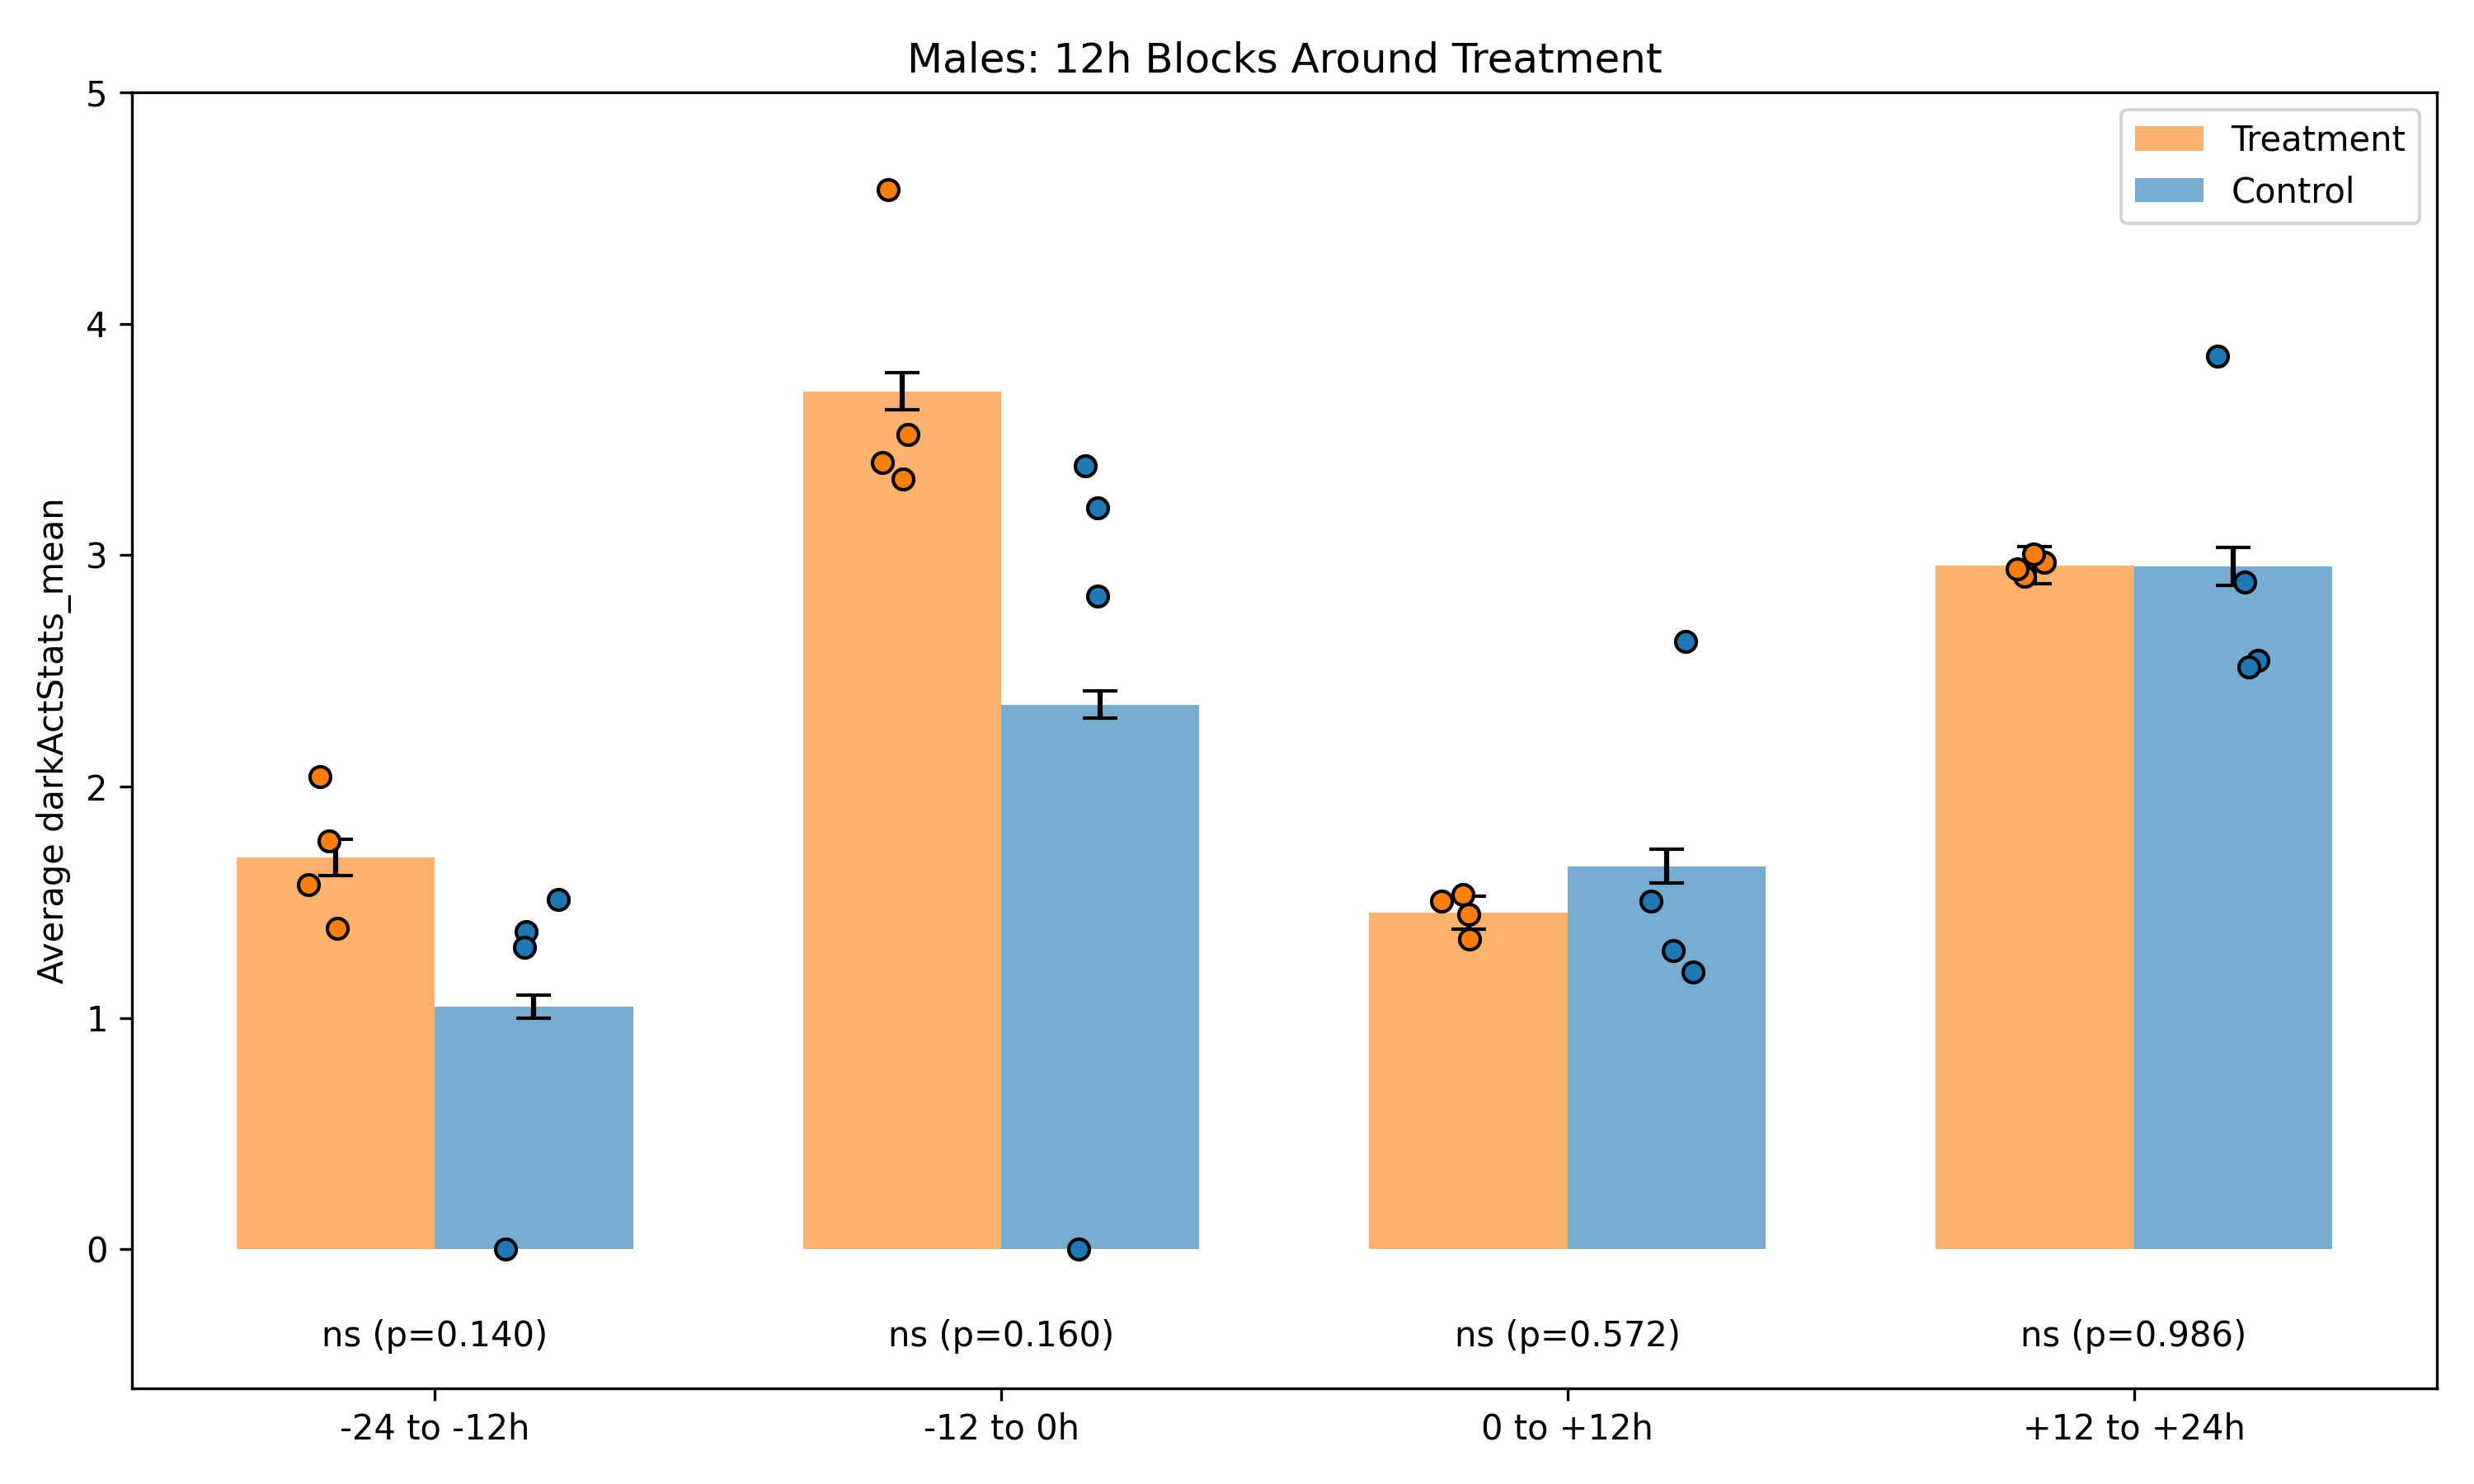 Males: 12h Blocks Around Treatment
Average darkActStats_mean
5
4
3
2
1
0
Treatment
Control
ns (p=0.140)
ns (p=0.160)
ns (p=0.572)
ns (p=0.986)
-24 to -12h
-12 to 0h
0 to +12h
+12 to +24h